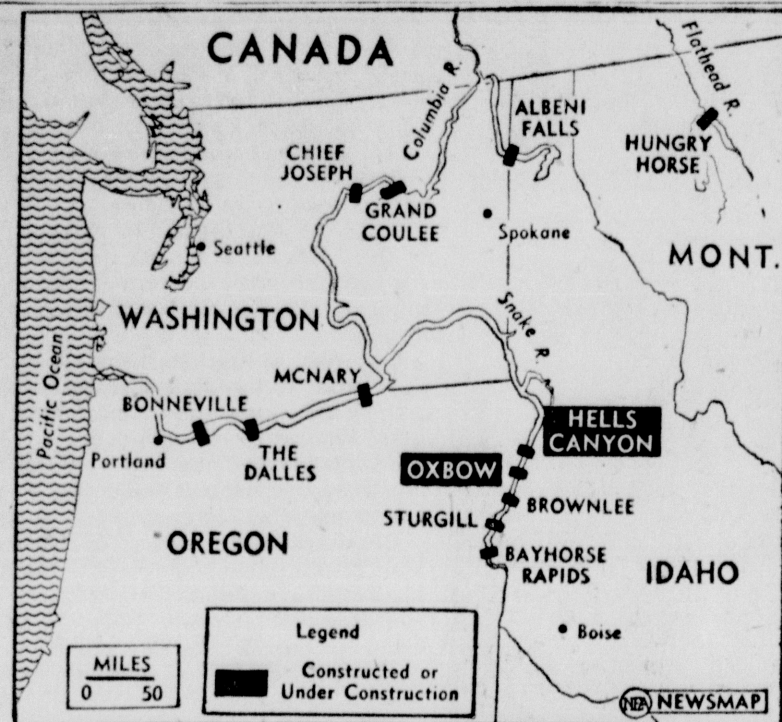 CANADA
Columbia R.
Flathead R.
ALBENI
FALLS
HUNGRY
HORSE
CHIEF
JOSEPH
GRAND
COULEE
Spokane
Seattle
MONT.
WASHINGTON
Snake R.
Pacific Ocean
MCNARY
BONNEVILLE
Portland
THE
DALLES
HELLS
CANYON
OXBOW
BROWNLEE
STURGILL
BAYHORSE
RAPIDS
OREGON
IDAHO
Boise
MILES
0 50
Legend
Constructed or
Under Construction
NEA NEWSMAP